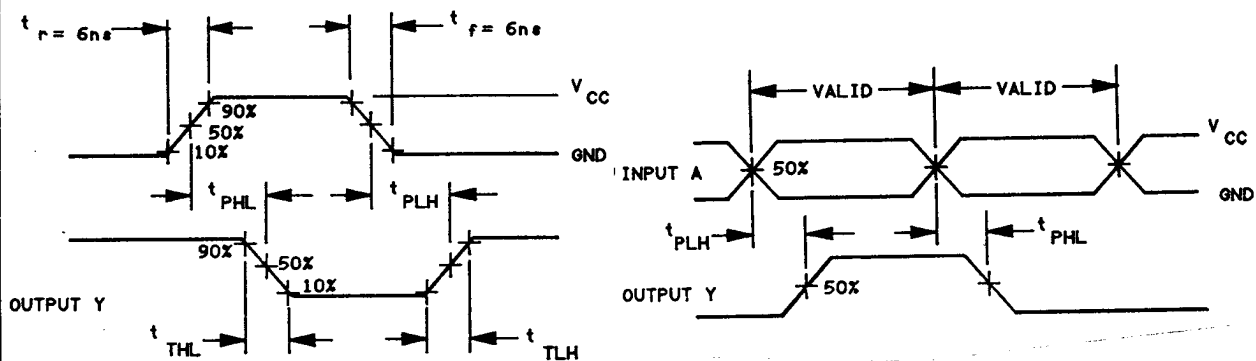 t r = 6ns
t f = 6ns
90%
50%
10%
V CC
GND
t PHL
t PLH
90%
50%
10%
OUTPUT Y
t THL
t TLH
VALID
VALID
V CC
INPUT A
50%
GND
t PLH
t PHL
OUTPUT Y
50%